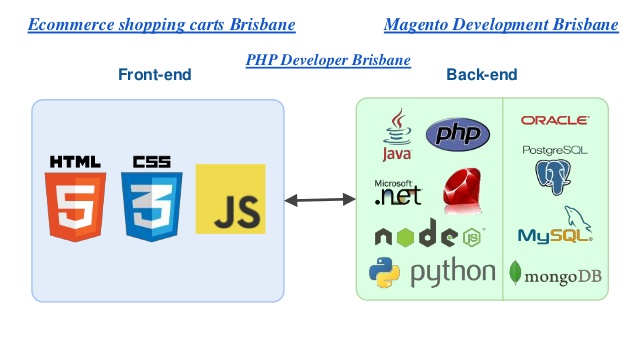 Ecommerce shopping carts Brisbane
Magento Development Brisbane
PHP Developer Brisbane
Front-end
Back-end
HTML
5
CSS
3
JS
Java
php
Microsoft
.net
node
JS
python
ORACLE
PostgreSQL
MySQL
mongoDB